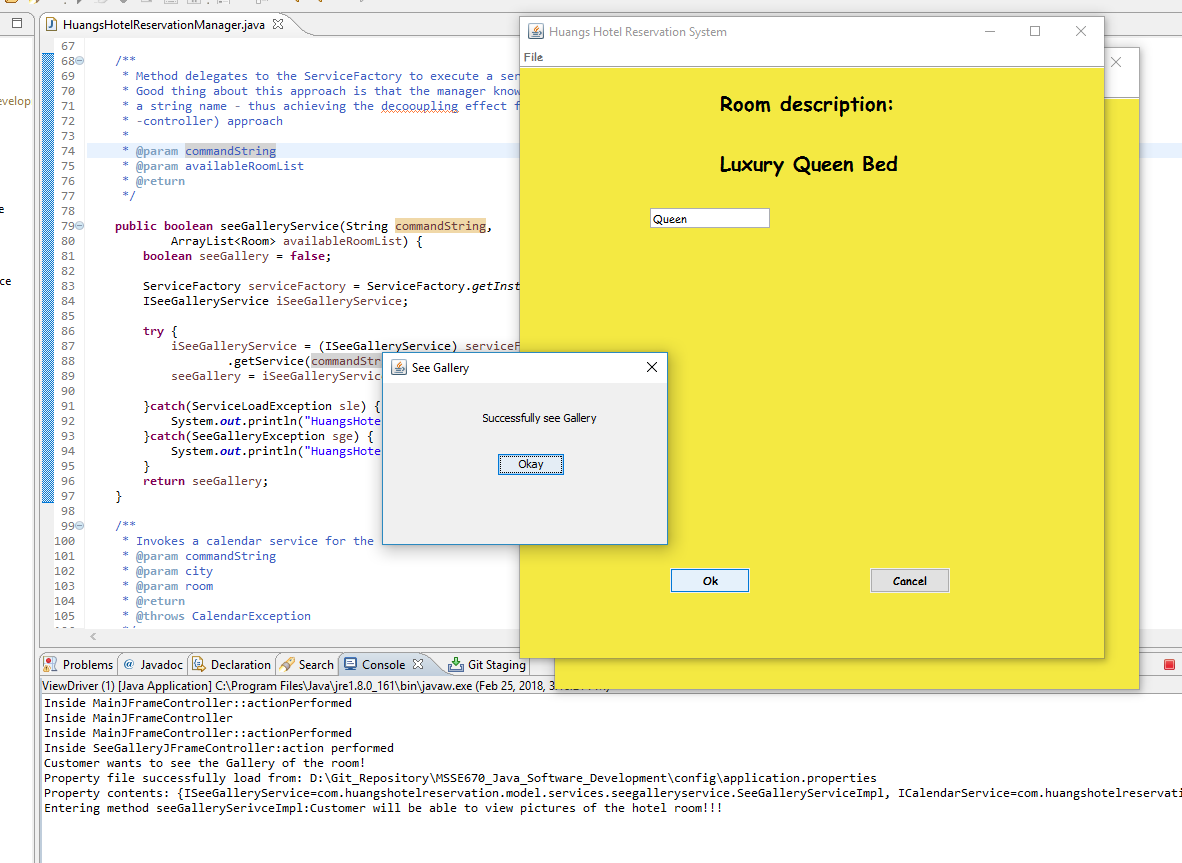 HuangsHotelReservationManager.java
67
68 /**
69 * Method delegates to the ServiceFactory to execute a ser
70 * Good thing about this approach is that the manager know
71 * a string name - thus achieving the decooupling effect f
72 * -controller) approach
73 *
74 * @param commandString
75 * @param availableRoomList
76 * @return
77 */
78
79 public boolean seeGalleryService(String commandString,
80 ArrayList<Room> availableRoomList) {
81 boolean seeGallery = false;
82
83 ServiceFactory serviceFactory = ServiceFactory.getInst
84 ISeeGalleryService iSeeGalleryService;
85
86 try {
87 iSeeGalleryService = (ISeeGalleryService) serviceF
88 .getService(commandStr
89 seeGallery = iSeeGalleryService
90
91 }catch(ServiceLoadException sle) {
92 System.out.println("HuangsHote
93 }catch(SeeGalleryException sge) {
94 System.out.println("HuangsHote
95 }
96 return seeGallery;
97 }
98
99 /**
100 * Invokes a calendar service for the
101 * @param commandString
102 * @param city
103 * @param room
104 * @return
105 * @throws CalendarException
evelop
e
ce
Huangs Hotel Reservation System
File
Room description:
Luxury Queen Bed
Queen
Ok Cancel
See Gallery
Successfully see Gallery
Okay
Problems @ Javadoc Declaration Search Console Git Staging
ViewDriver (1) [Java Application] C:\Program Files\Java\jre1.8.0_161\bin\javaw.exe (Feb 25, 2018,
Inside MainJFrameController::actionPerformed
Inside MainJFrameController
Inside MainJFrameController::actionPerformed
Inside SeeGalleryJFrameController:action performed
Customer wants to see the Gallery of the room!
Property file successfully load from: D:\Git_Repository\MSSE670_Java_Software_Development\config\application.properties
Property contents: {ISeeGalleryService=com.huangshotelreservation.model.services.seegalleryservice.SeeGalleryServiceImpl, ICalendarService=com.huangshotelreservati
Entering method seeGallerySerivceImpl:Customer will be able to view pictures of the hotel room!!!